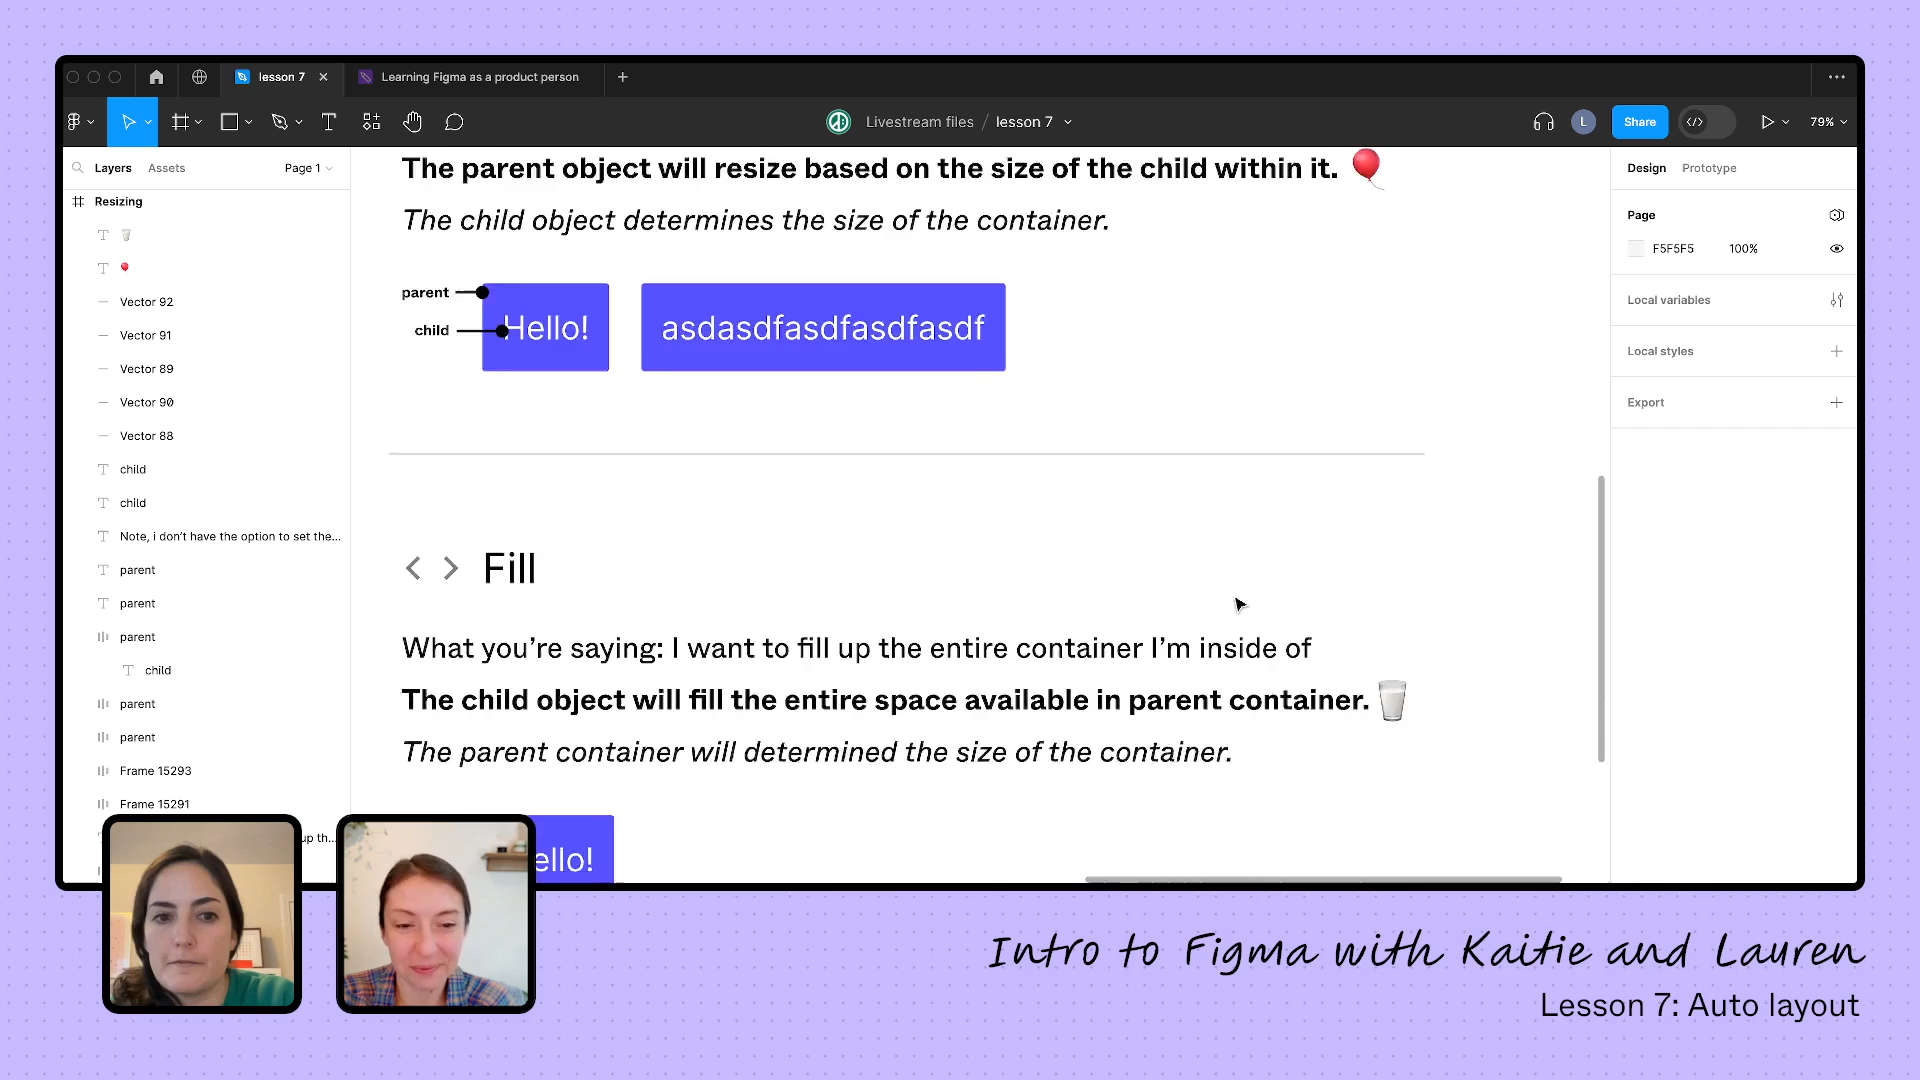 lesson 7
Learning Figma as a product person
Livestream files / lesson 7
L
Share
79%
Layers
Assets
Page 1
Resizing
Vector 92
Vector 91
Vector 89
Vector 90
Vector 88
child
child
Note, i don’t have the option to set the...
parent
parent
parent
child
parent
parent
Frame 15293
Frame 15291
up th...
The parent object will resize based on the size of the child within it.
The child object determines the size of the container.
parent
child
Hello!
asdasdfasdfasdfasdf
Fill
What you’re saying: I want to fill up the entire container I’m inside of
The child object will fill the entire space available in parent container.
The parent container will determined the size of the container.
ello!
Design
Prototype
Page
F5F5F5
100%
Local variables
Local styles
Export
Intro to Figma with Kaitie and Lauren
Lesson 7: Auto layout